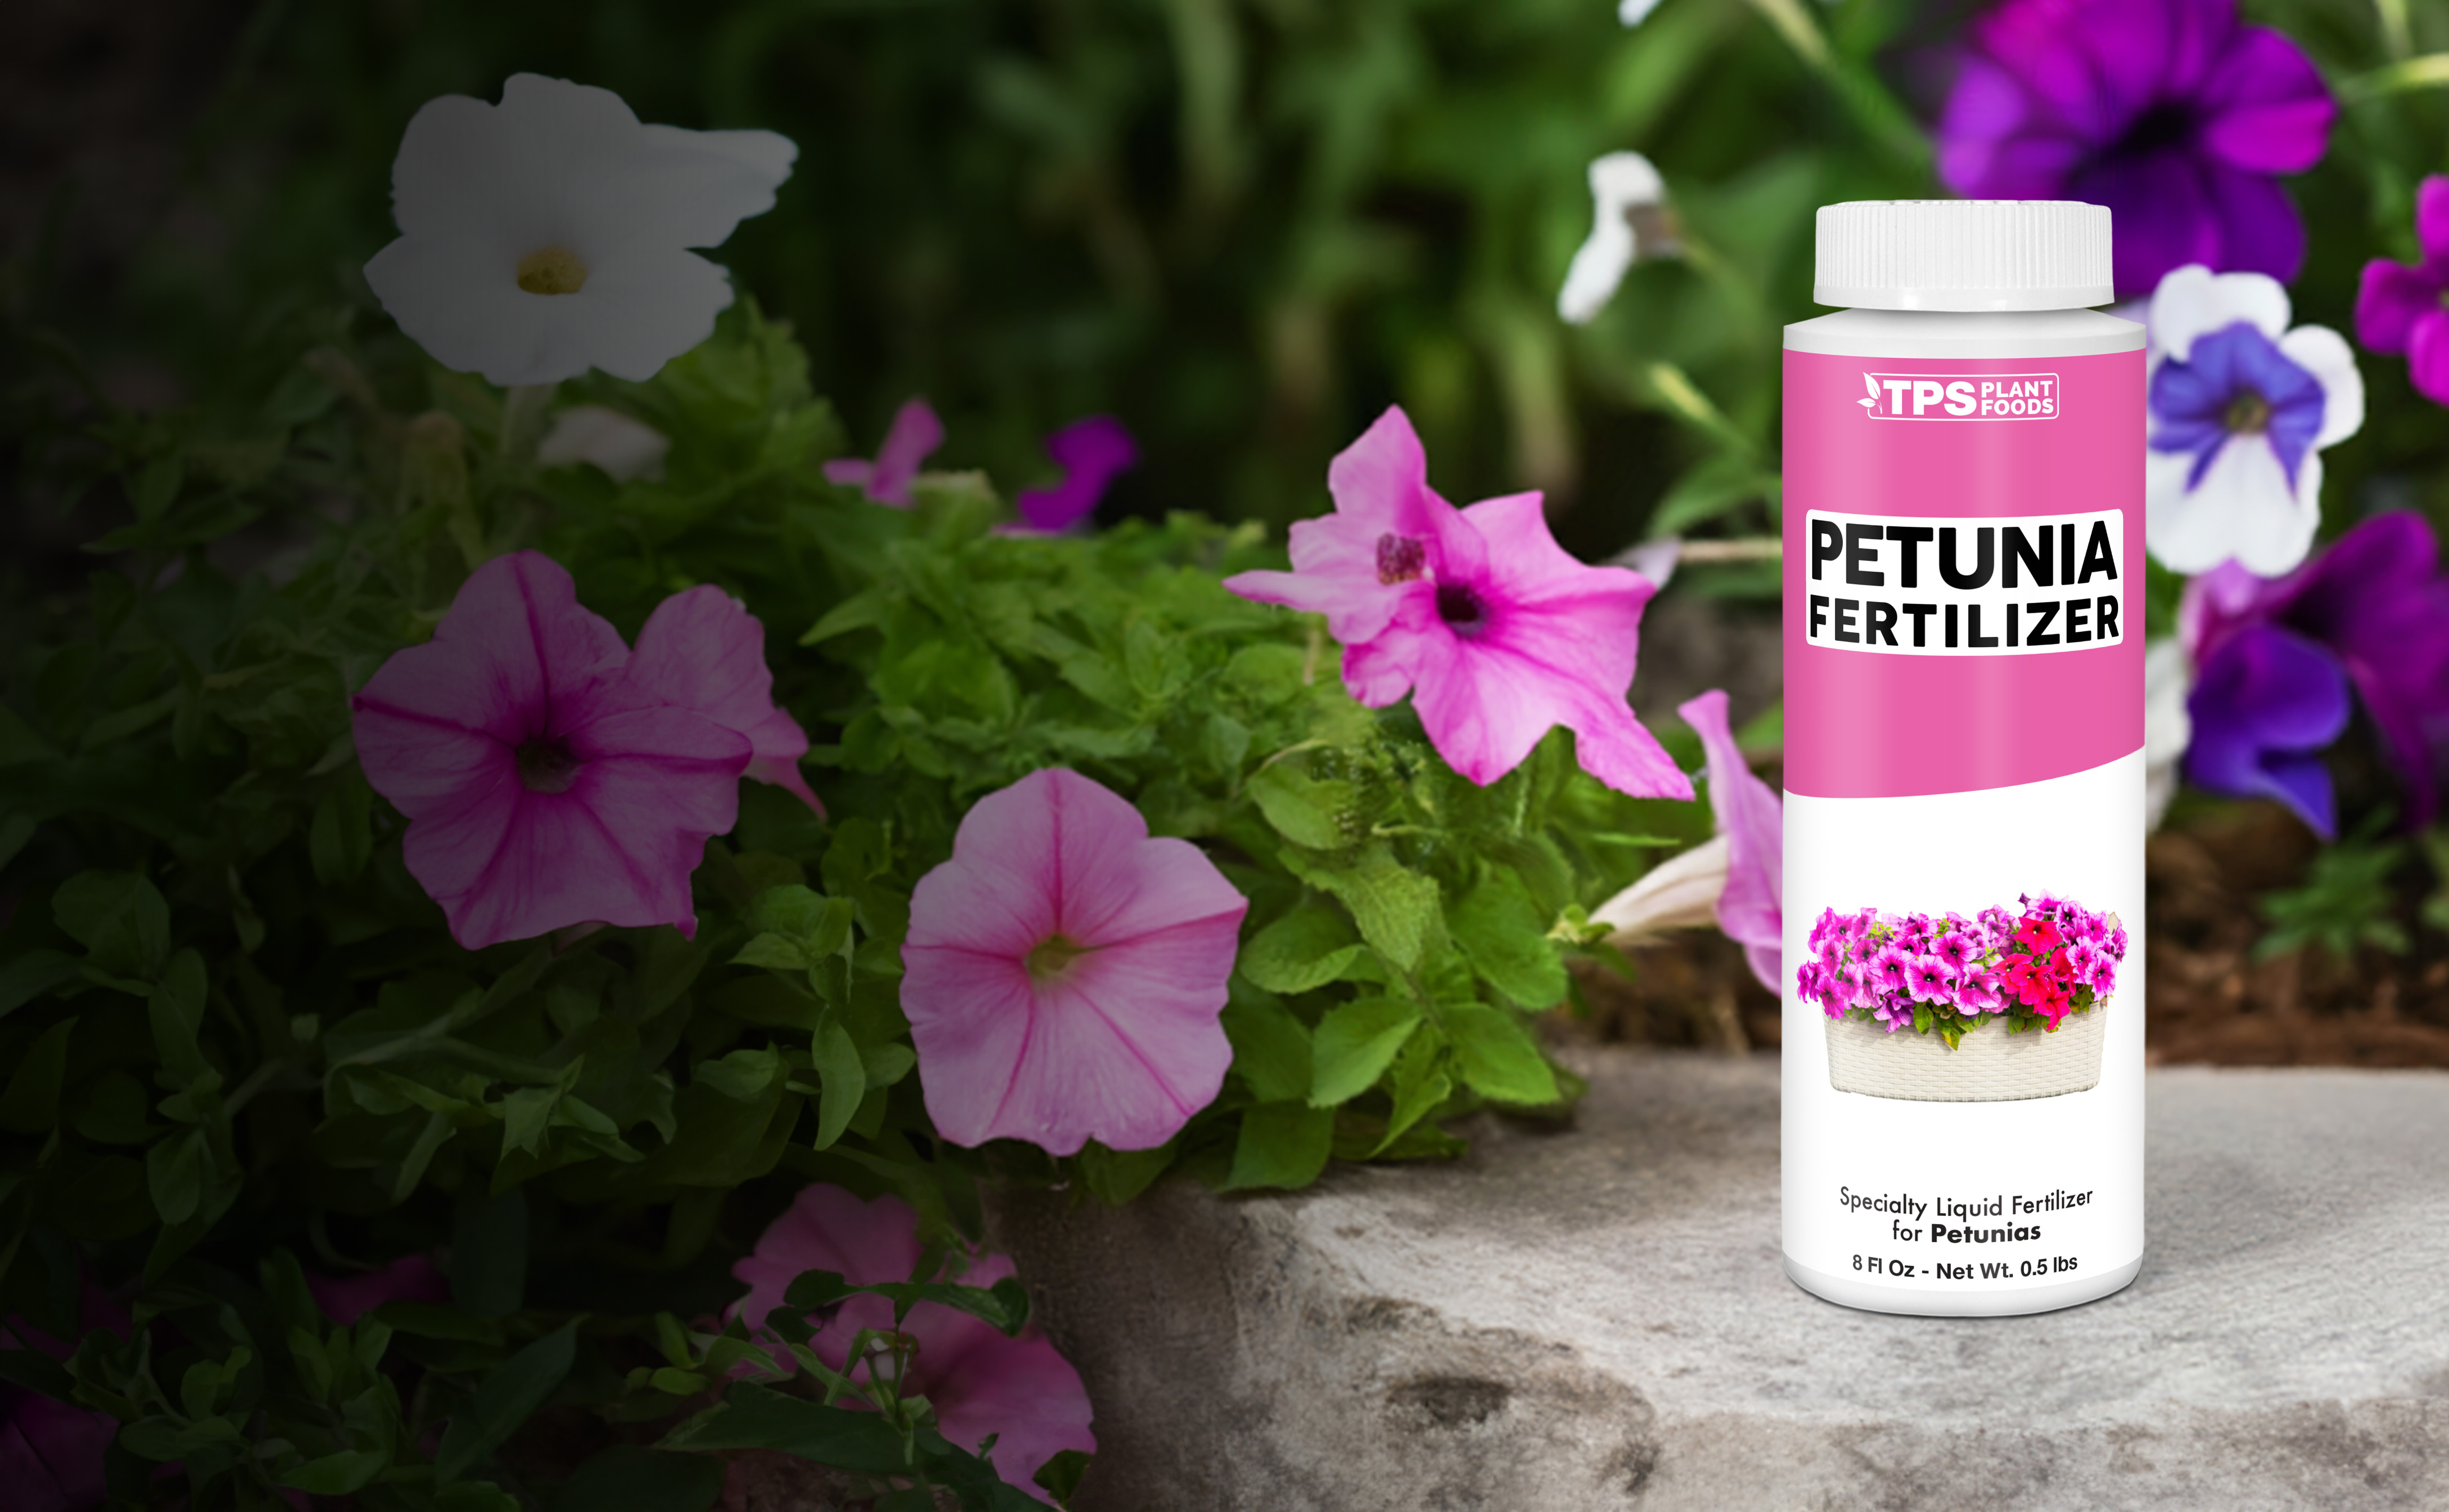 TPS PLANT FOODS
PETUNIA
FERTILIZER
Specialty Liquid Fertilizer
for Petunias
8 Fl Oz - Net Wt. 0.5 lbs